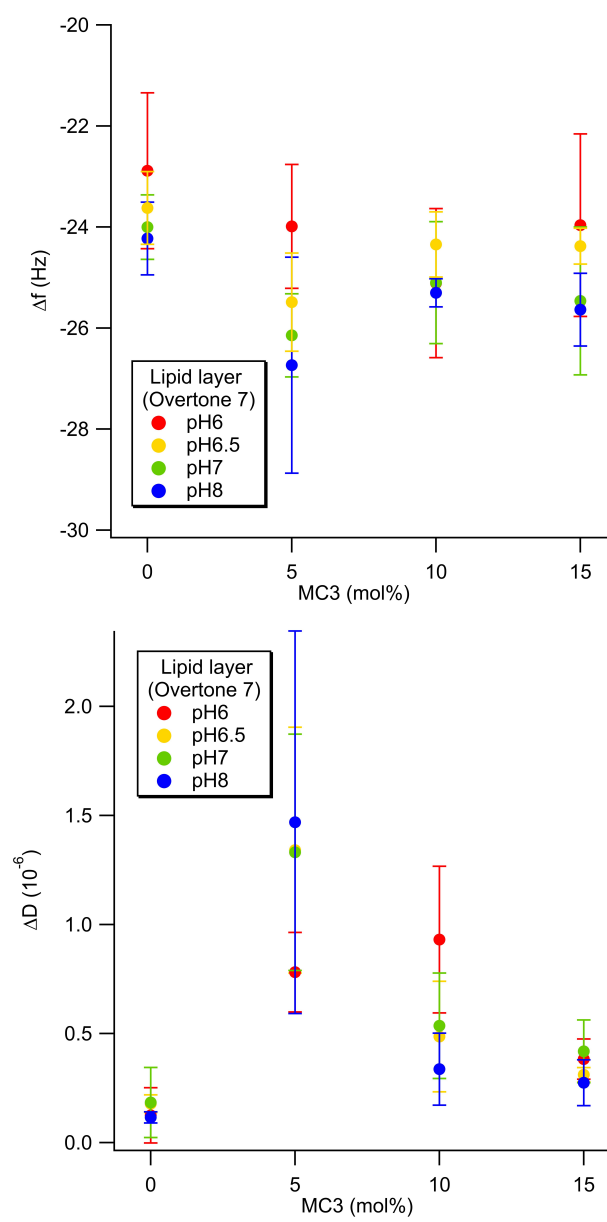 -20
-22
-24
-26
-28
-30
Δf (Hz)
Lipid layer
(Overtone 7)
pH6
pH6.5
pH7
pH8
0 5 10 15
MC3 (mol%)
2.0
1.5
1.0
0.5
0.0
ΔD (10⁻⁶)
Lipid layer
(Overtone 7)
pH6
pH6.5
pH7
pH8
0 5 10 15
MC3 (mol%)